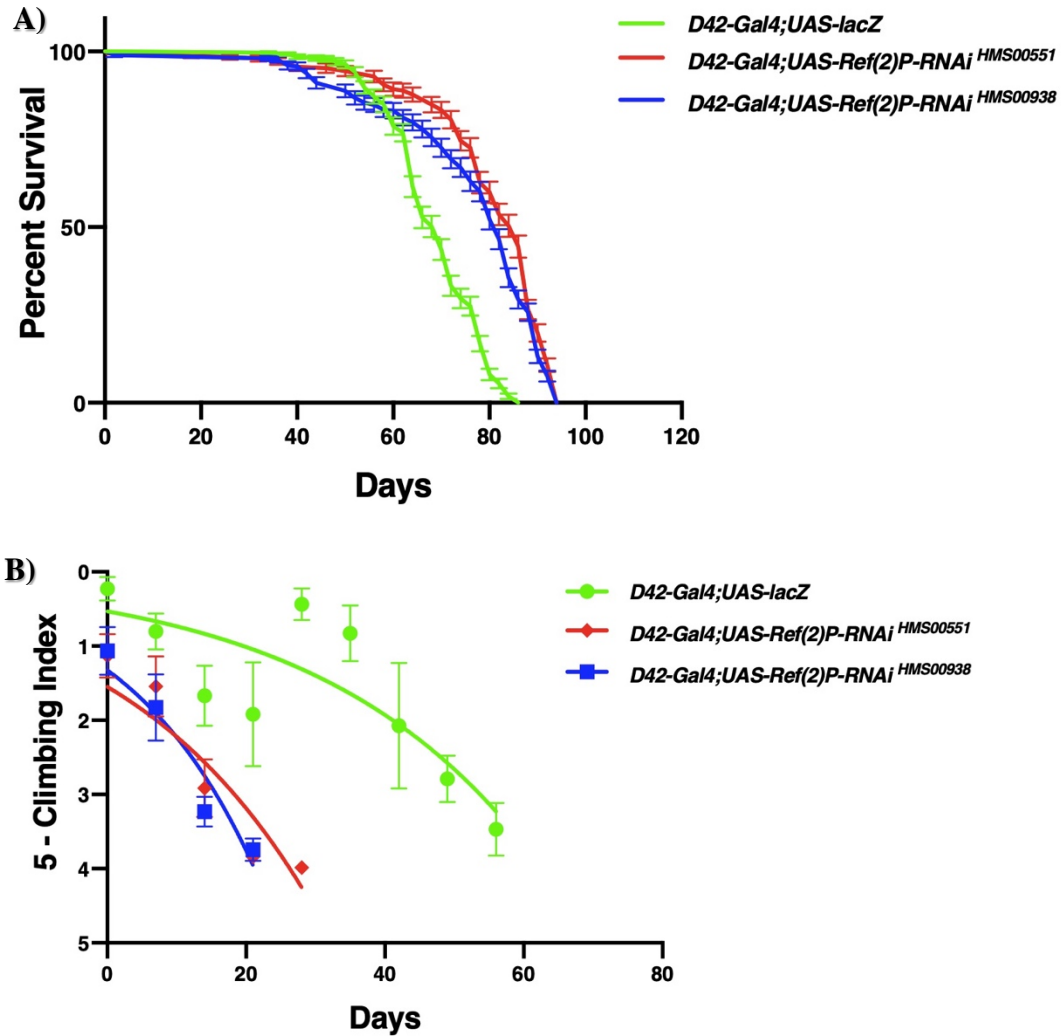 A)
D42-Gal4;UAS-lacZ
D42-Gal4;UAS-Ref(2)P-RNAi HMS00551
D42-Gal4;UAS-Ref(2)P-RNAi HMS00938
Percent Survival
100
50
0
0 20 40 60 80 100 120
Days
B)
D42-Gal4;UAS-lacZ
D42-Gal4;UAS-Ref(2)P-RNAi HMS00551
D42-Gal4;UAS-Ref(2)P-RNAi HMS00938
5 - Climbing Index
0
1
2
3
4
5
0 20 40 60 80
Days